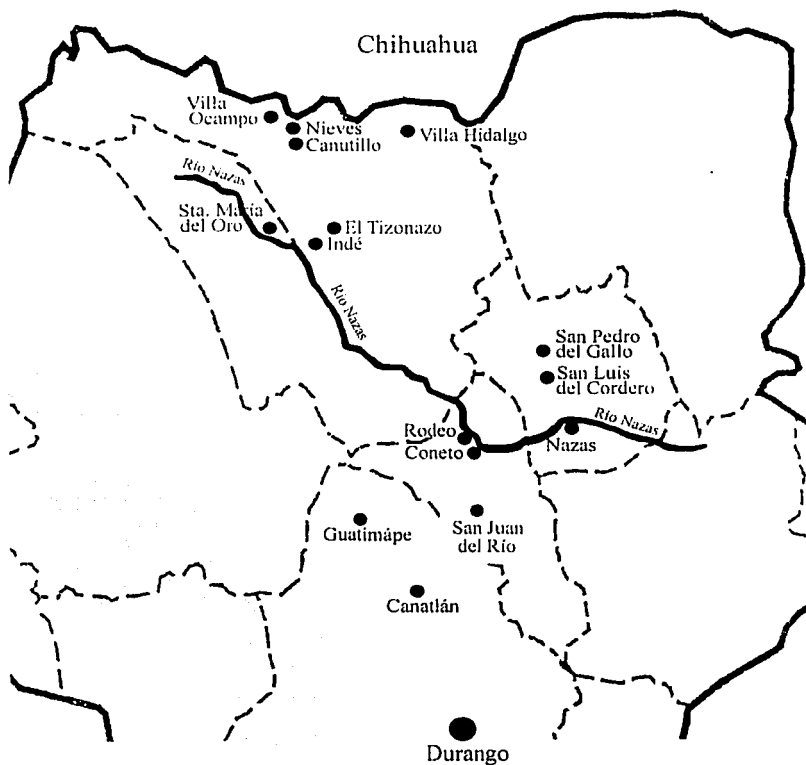 Chihuahua
Villa
Ocampo
Nieves
Canutillo
Villa Hidalgo
Río Nazas
Sta. María
del Oro
El Tizonazo
Indé
Río Nazas
San Pedro
del Gallo
San Luis
del Cordero
Río Nazas
Rodeo
Coneto
Nazas
Guatimápe
San Juan
del Río
Canatlán
Durango